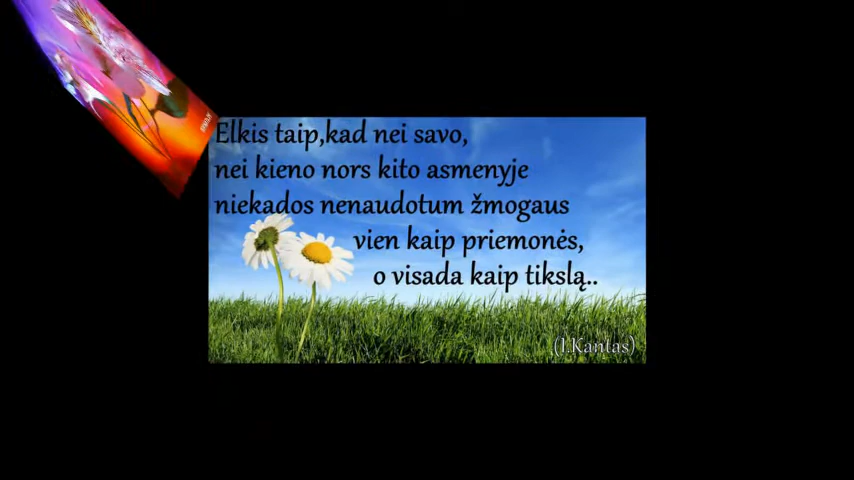 Elkis taip,kad nei savo,
nei kieno nors kito asmenyje
niekados nenaudotum žmogaus
vien kaip priemonės,
o visada kaip tikslą..
(I.Kantas)